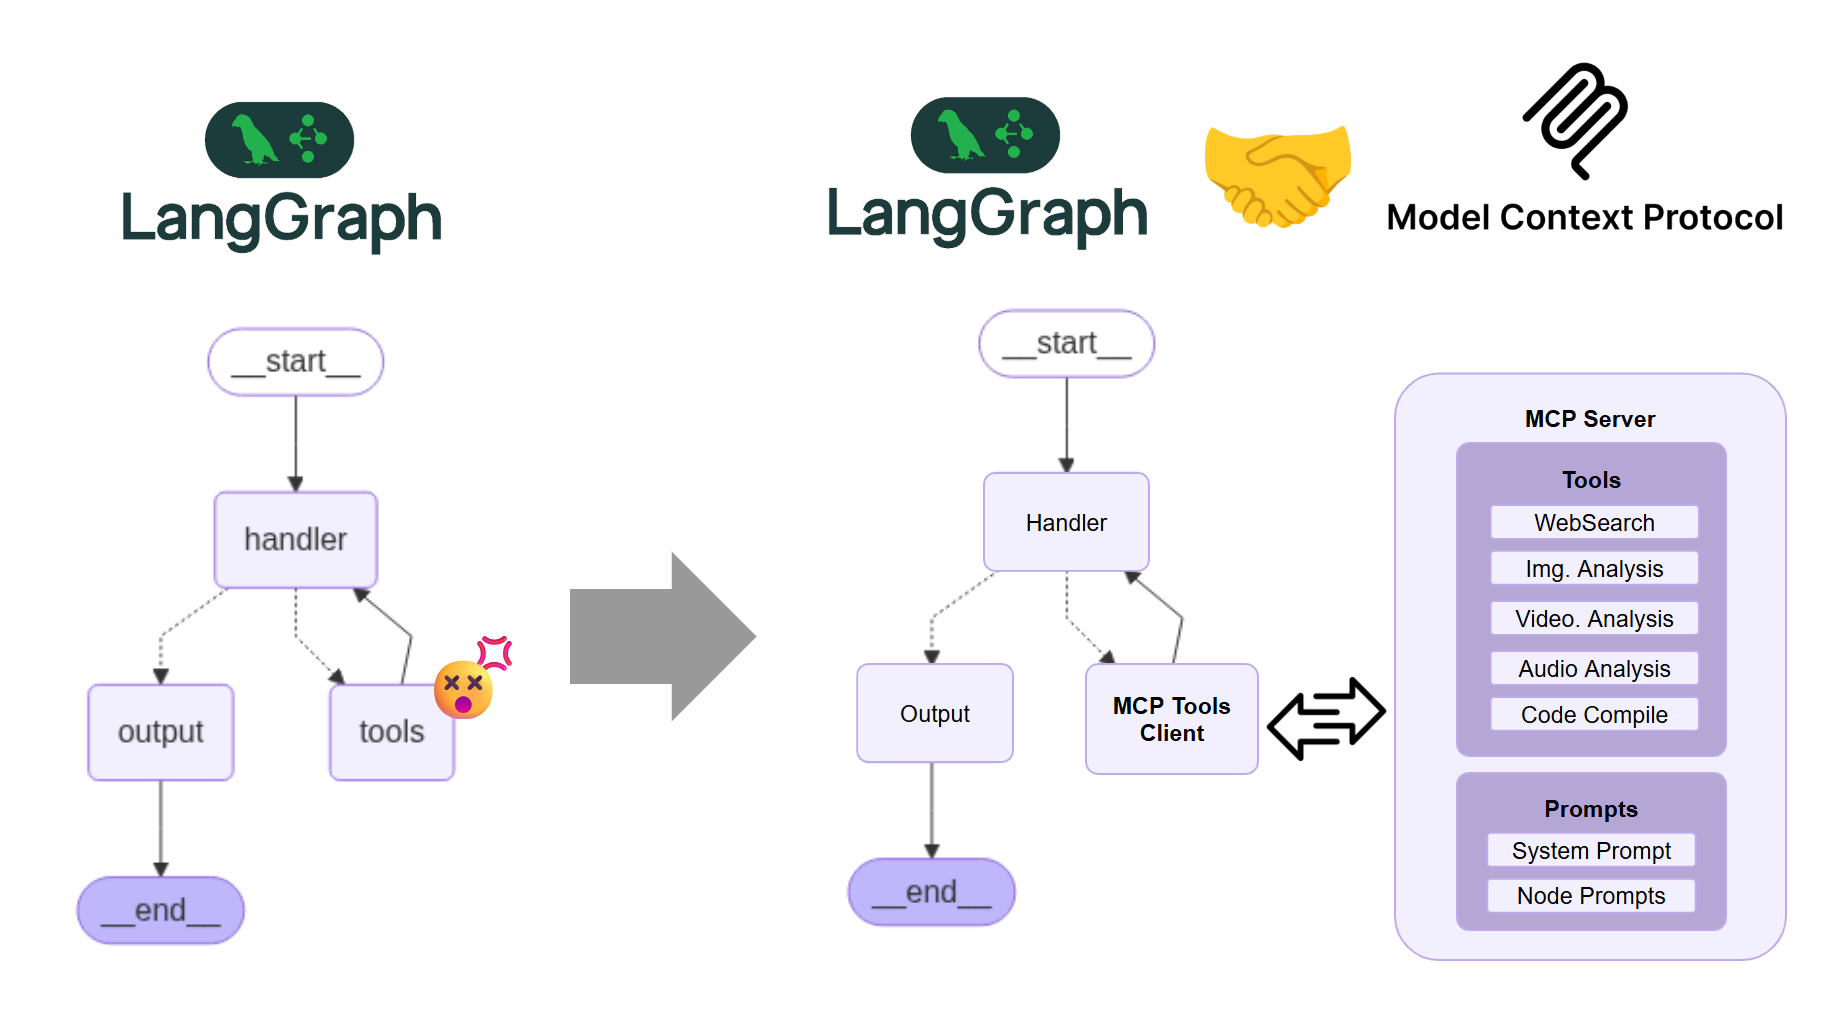 LangGraph
LangGraph
Model Context Protocol
__start__
handler
output
tools
__end__
__start__
Handler
Output
MCP Tools
Client
__end__
MCP Server
Tools
WebSearch
Img. Analysis
Video. Analysis
Audio Analysis
Code Compile
Prompts
System Prompt
Node Prompts